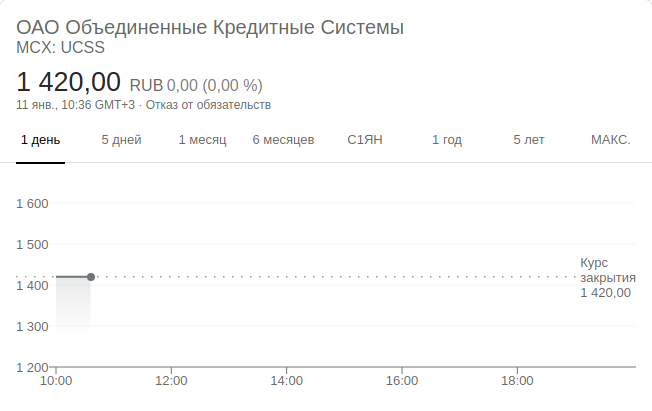 ОАО Объединенные Кредитные Системы
MCX: UCSS
1 420,00 RUB 0,00 (0,00 %)
11 янв., 10:36 GMT+3 · Отказ от обязательств
1 день 5 дней 1 месяц 6 месяцев С1ЯН 1 год 5 лет МАКС.
1 600
1 500
Курс
закрытия
1 420,00
1 400
1 300
1 200
10:00 12:00 14:00 16:00 18:00